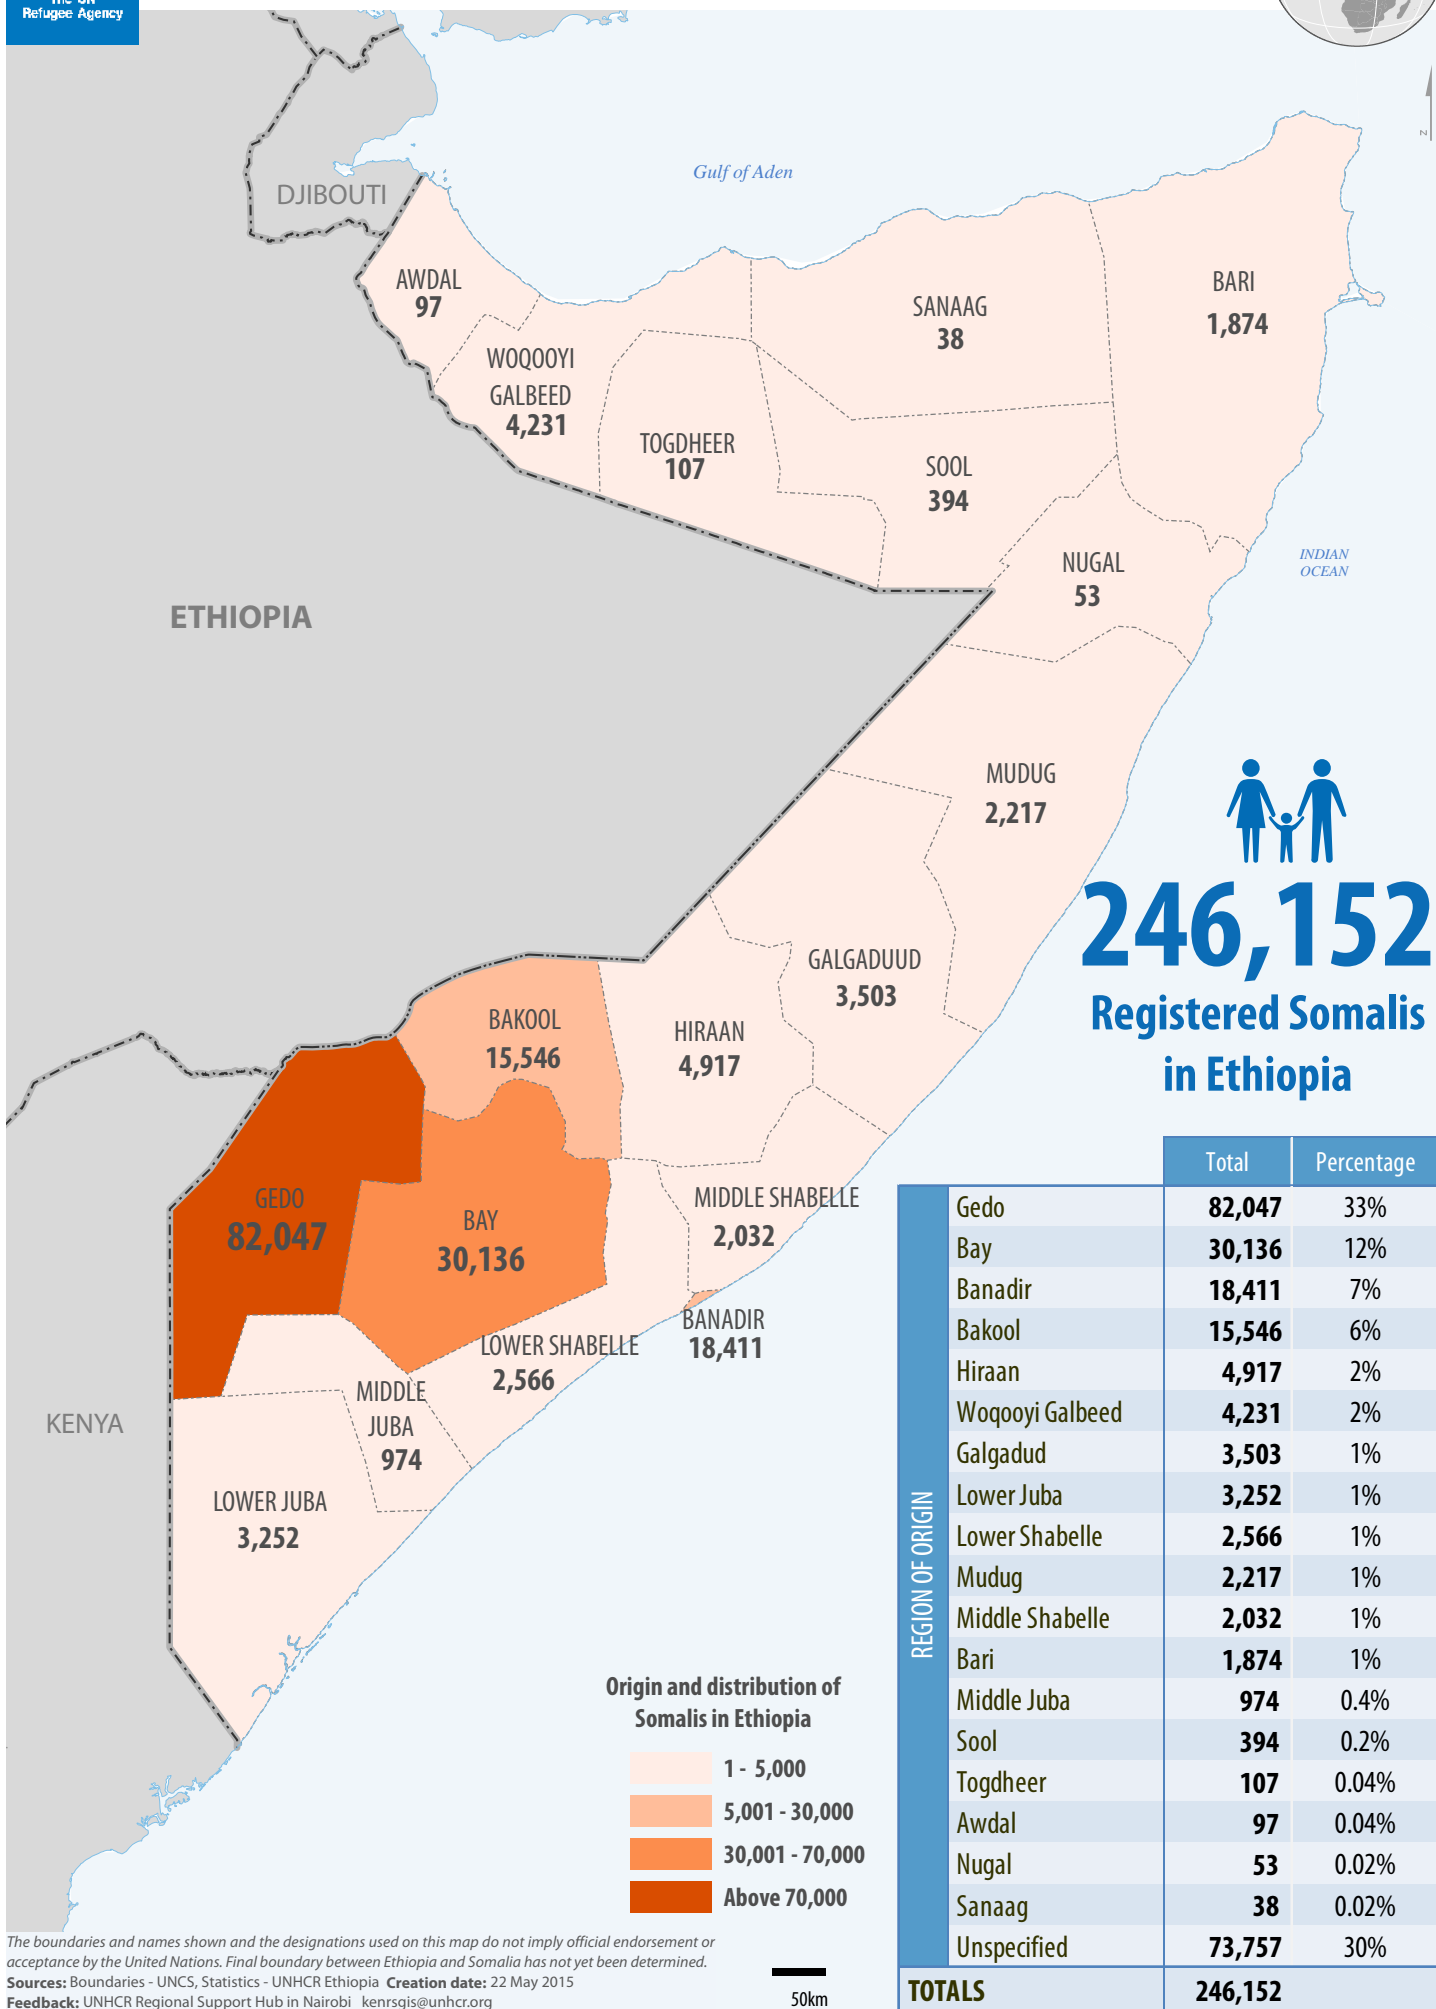 The UN
Refugee Agency
N
Gulf of Aden
DJIBOUTI
AWDAL
97
WOQOOYI
GALBEED
4,231
TOGDHEER
107
SANAAG
38
BARI
1,874
SOOL
394
NUGAL
53
INDIAN
OCEAN
ETHIOPIA
MUDUG
2,217
GALGADUUD
3,503
HIRAAN
4,917
BAKOOL
15,546
GEDO
82,047
BAY
30,136
MIDDLE SHABELLE
2,032
BANADIR
18,411
LOWER SHABELLE
2,566
MIDDLE
JUBA
974
LOWER JUBA
3,252
KENYA
246,152
Registered Somalis
in Ethiopia
Total Percentage
REGION OF ORIGIN
Gedo 82,047 33%
Bay 30,136 12%
Banadir 18,411 7%
Bakool 15,546 6%
Hiraan 4,917 2%
Woqooyi Galbeed 4,231 2%
Galgadud 3,503 1%
Lower Juba 3,252 1%
Lower Shabelle 2,566 1%
Mudug 2,217 1%
Middle Shabelle 2,032 1%
Bari 1,874 1%
Middle Juba 974 0.4%
Sool 394 0.2%
Togdheer 107 0.04%
Awdal 97 0.04%
Nugal 53 0.02%
Sanaag 38 0.02%
Unspecified 73,757 30%
TOTALS 246,152
Origin and distribution of
Somalis in Ethiopia
1 - 5,000
5,001 - 30,000
30,001 - 70,000
Above 70,000
The boundaries and names shown and the designations used on this map do not imply official endorsement or
acceptance by the United Nations. Final boundary between Ethiopia and Somalia has not yet been determined.
Sources: Boundaries - UNCS, Statistics - UNHCR Ethiopia Creation date: 22 May 2015
Feedback: UNHCR Regional Support Hub in Nairobi kenrsgis@unhcr.org
50km